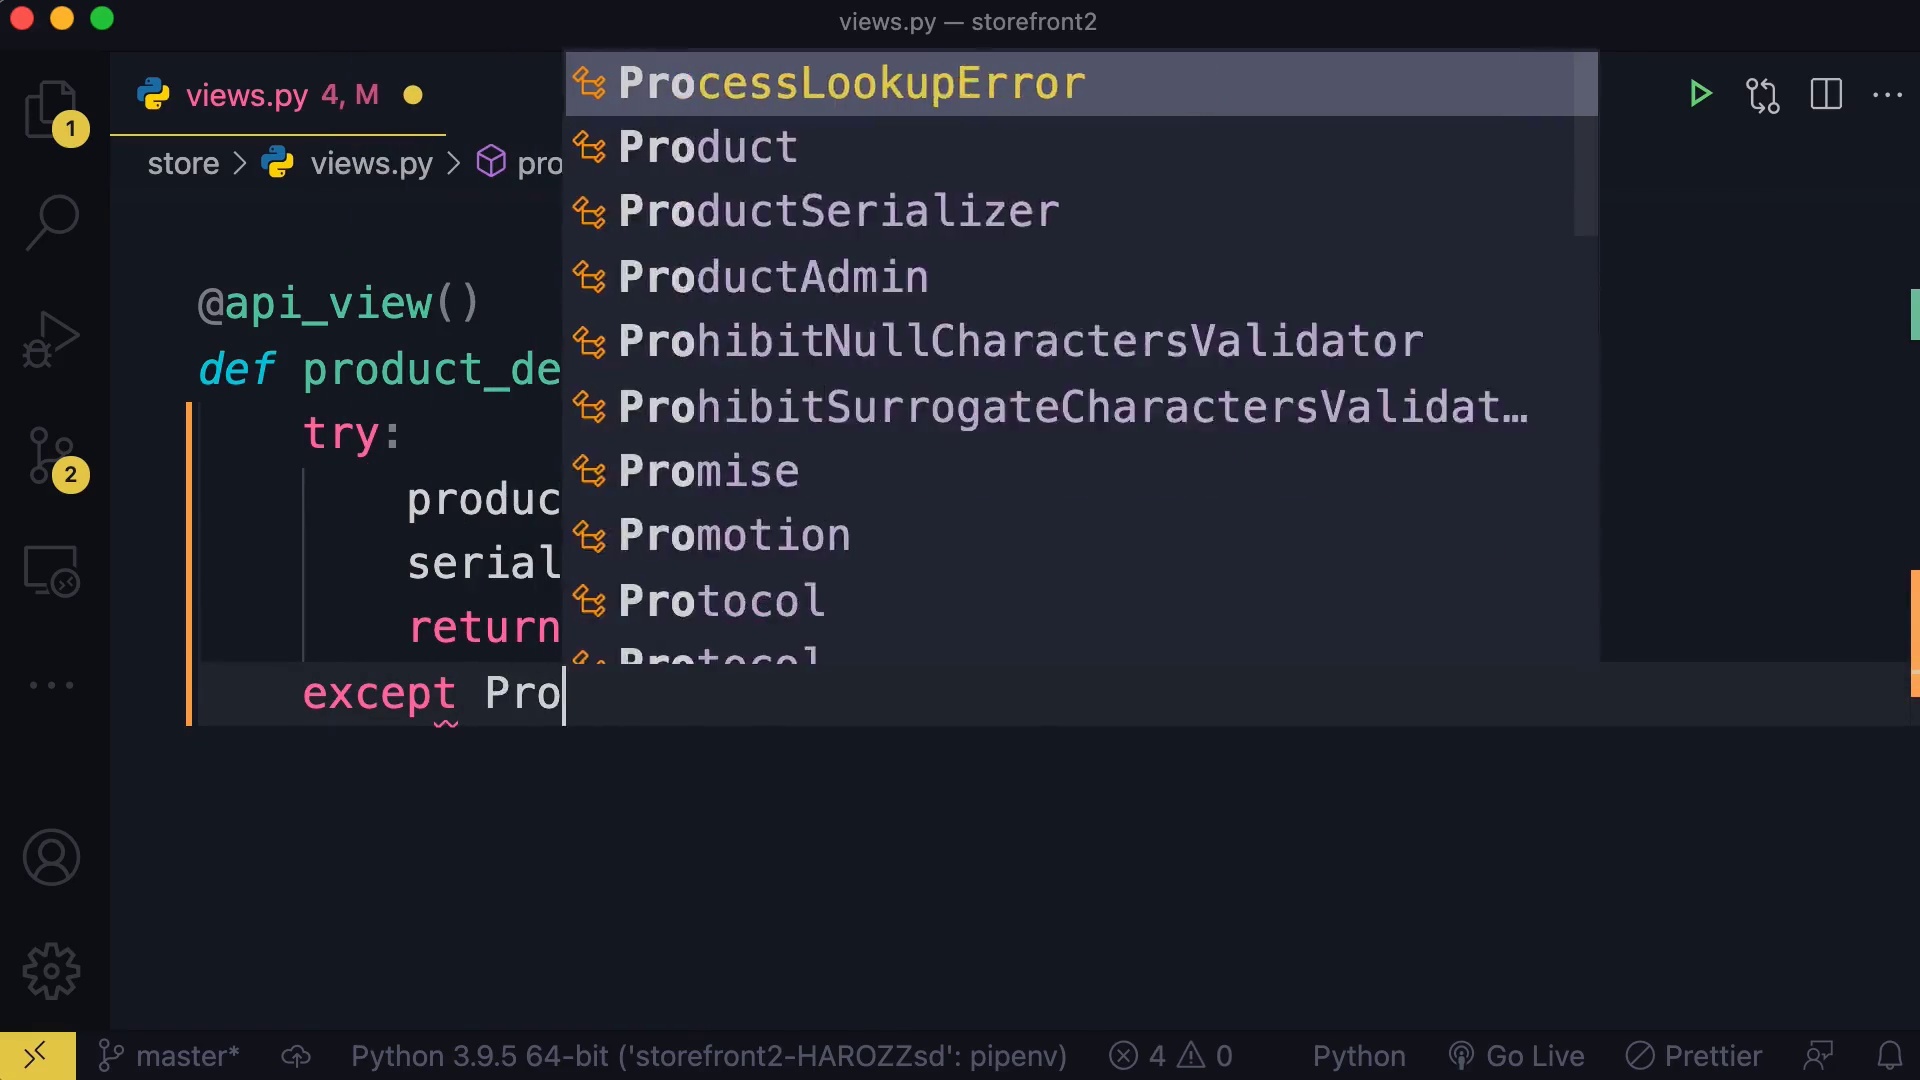 views.py — storefront2
views.py 4, M
1
store > views.py > pro
ProcessLookupError
Product
ProductSerializer
ProductAdmin
ProhibitNullCharactersValidator
ProhibitSurrogateCharactersValidat…
Promise
Promotion
Protocol
Protocol
@api_view()
def product_de
try:
produc
serial
return
except Pro
2
master*
Python 3.9.5 64-bit ('storefront2-HAROZZsd': pipenv)
4
0
Python
Go Live
Prettier